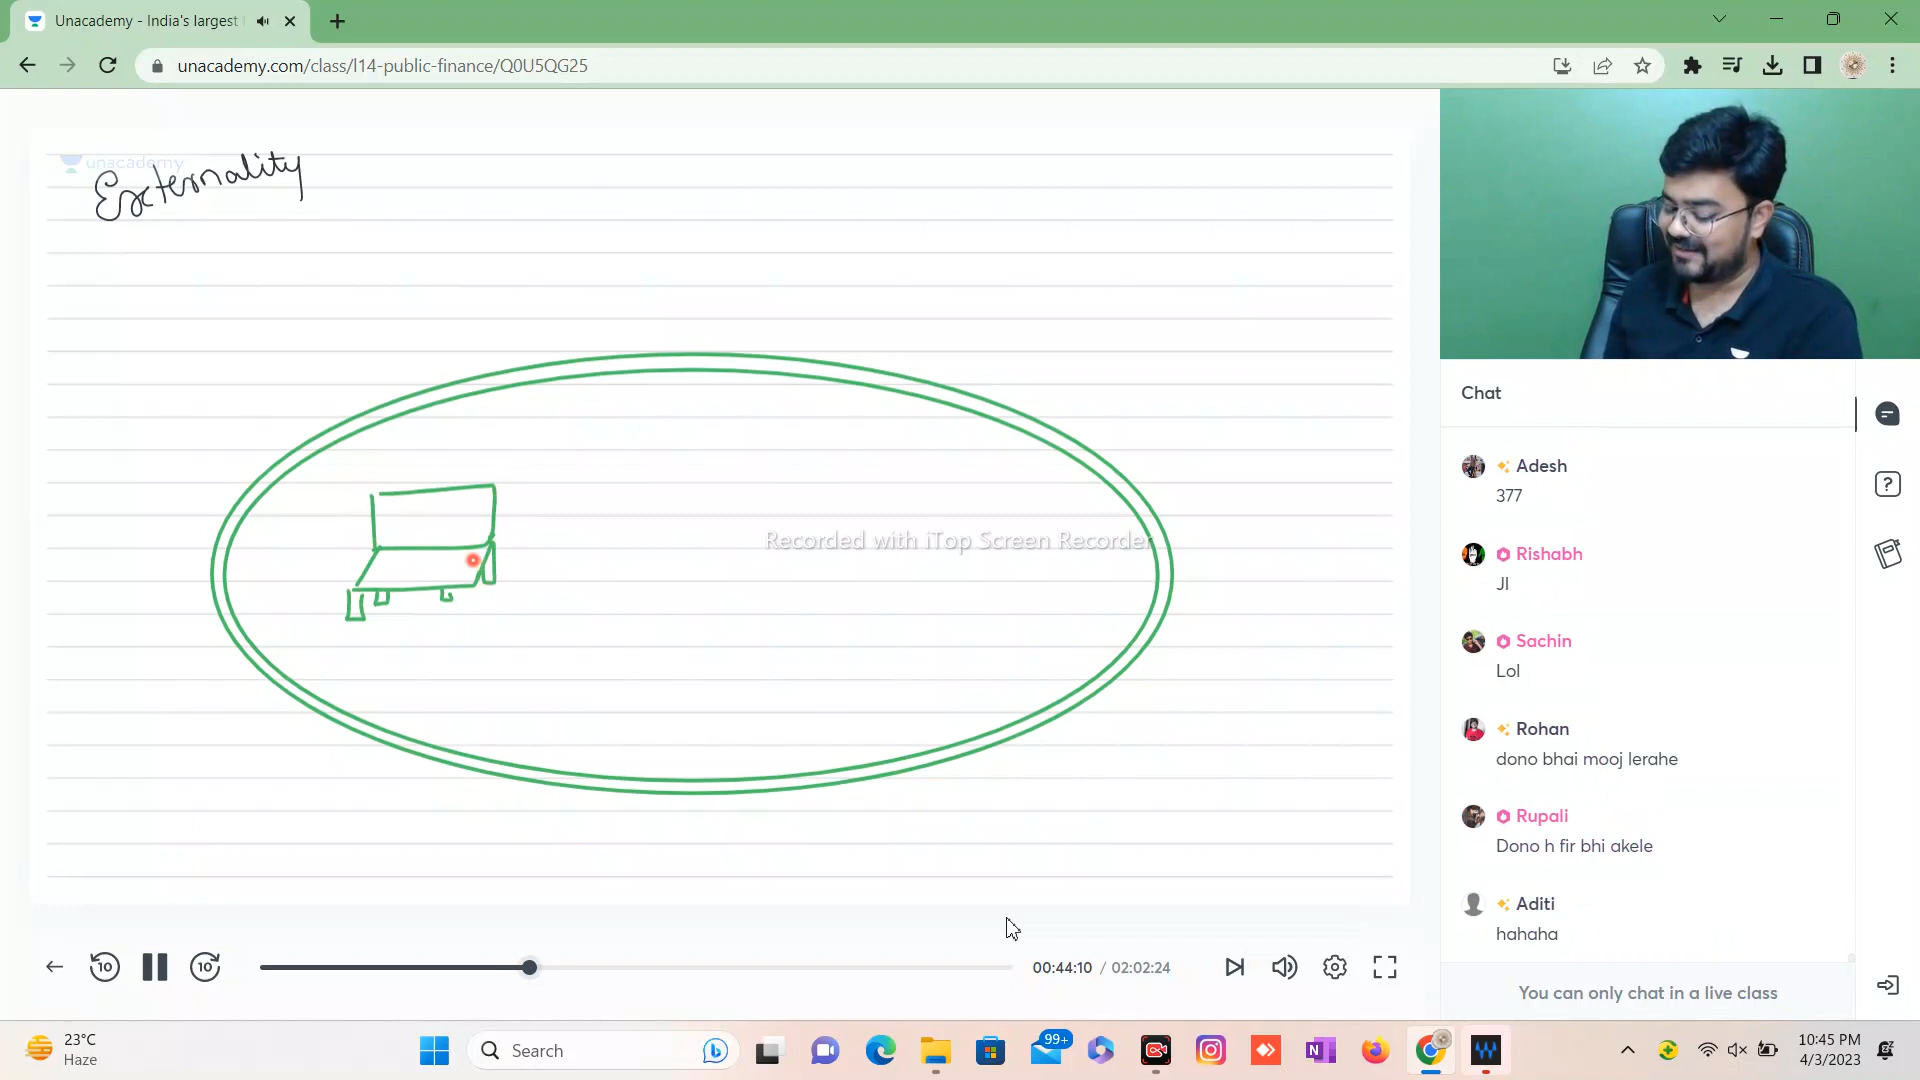 Unacademy - India's largest
unacademy.com/class/l14-public-finance/Q0U5QG25
unacademy
Externality
Recorded with iTop Screen Recorder
00:44:10 / 02:02:24
10
10
Chat
Adesh
377
Rishabh
JI
Sachin
Lol
Rohan
dono bhai mooj lerahe
Rupali
Dono h fir bhi akele
Aditi
hahaha
You can only chat in a live class
23°C
Haze
Search
99+
10:45 PM
4/3/2023